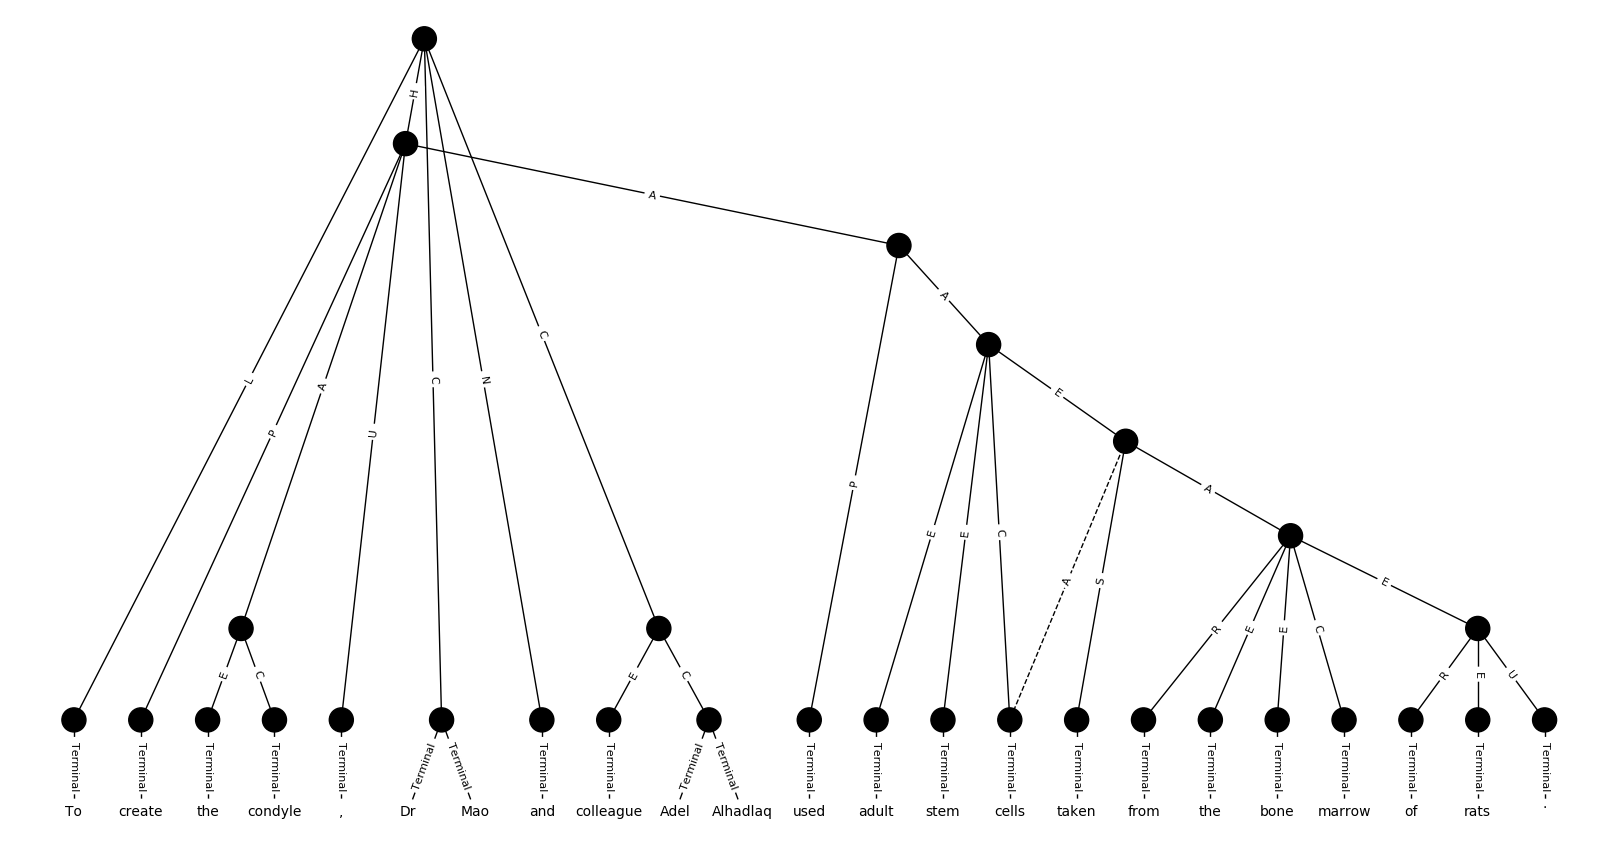 H
A
L
P
A
U
C
N
C
A
P
E
E
E
C
A
A
S
R
E
E
C
E
E
C
E
C
R
E
U
Terminal Terminal Terminal Terminal Terminal Terminal Terminal Terminal Terminal Terminal Terminal Terminal Terminal Terminal Terminal Terminal Terminal Terminal Terminal Terminal Terminal Terminal Terminal
To create the condyle , Dr Mao and colleague Adel Alhadlaq used adult stem cells taken from the bone marrow of rats .